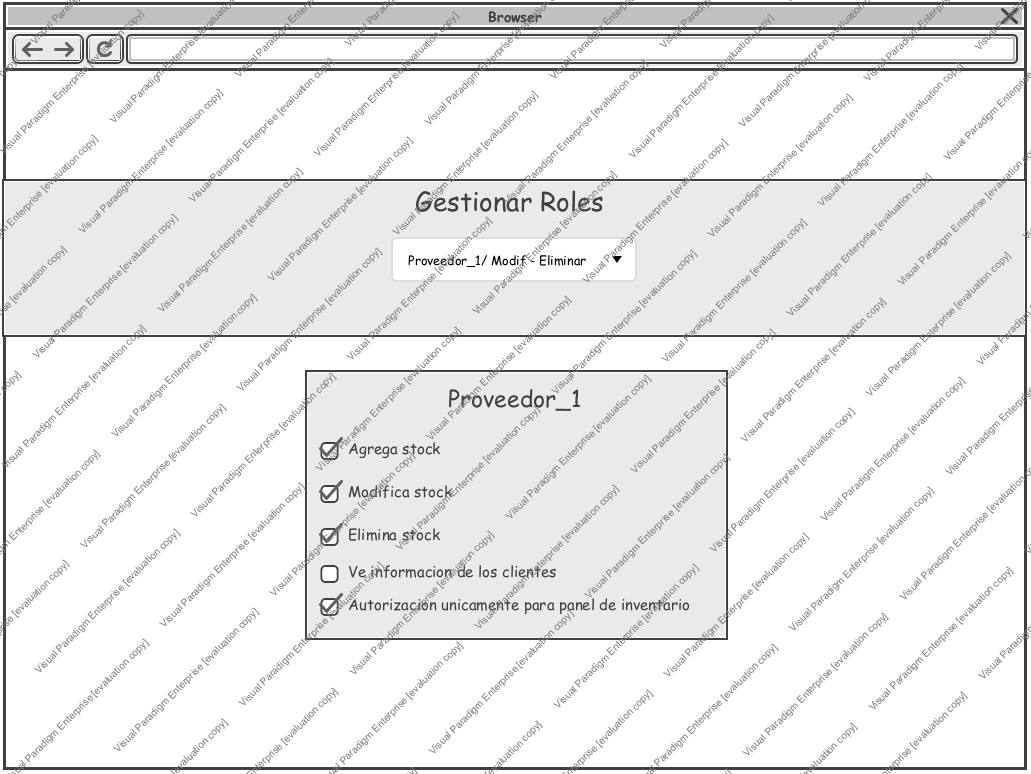 Browser
Gestionar Roles
Proveedor_1/ Modif - Eliminar
Proveedor_1
Agrega stock
Modifica stock
Elimina stock
Ve informacion de los clientes
Autorizacion unicamente para panel de inventario
Visual Paradigm Enterprise [evaluation copy]